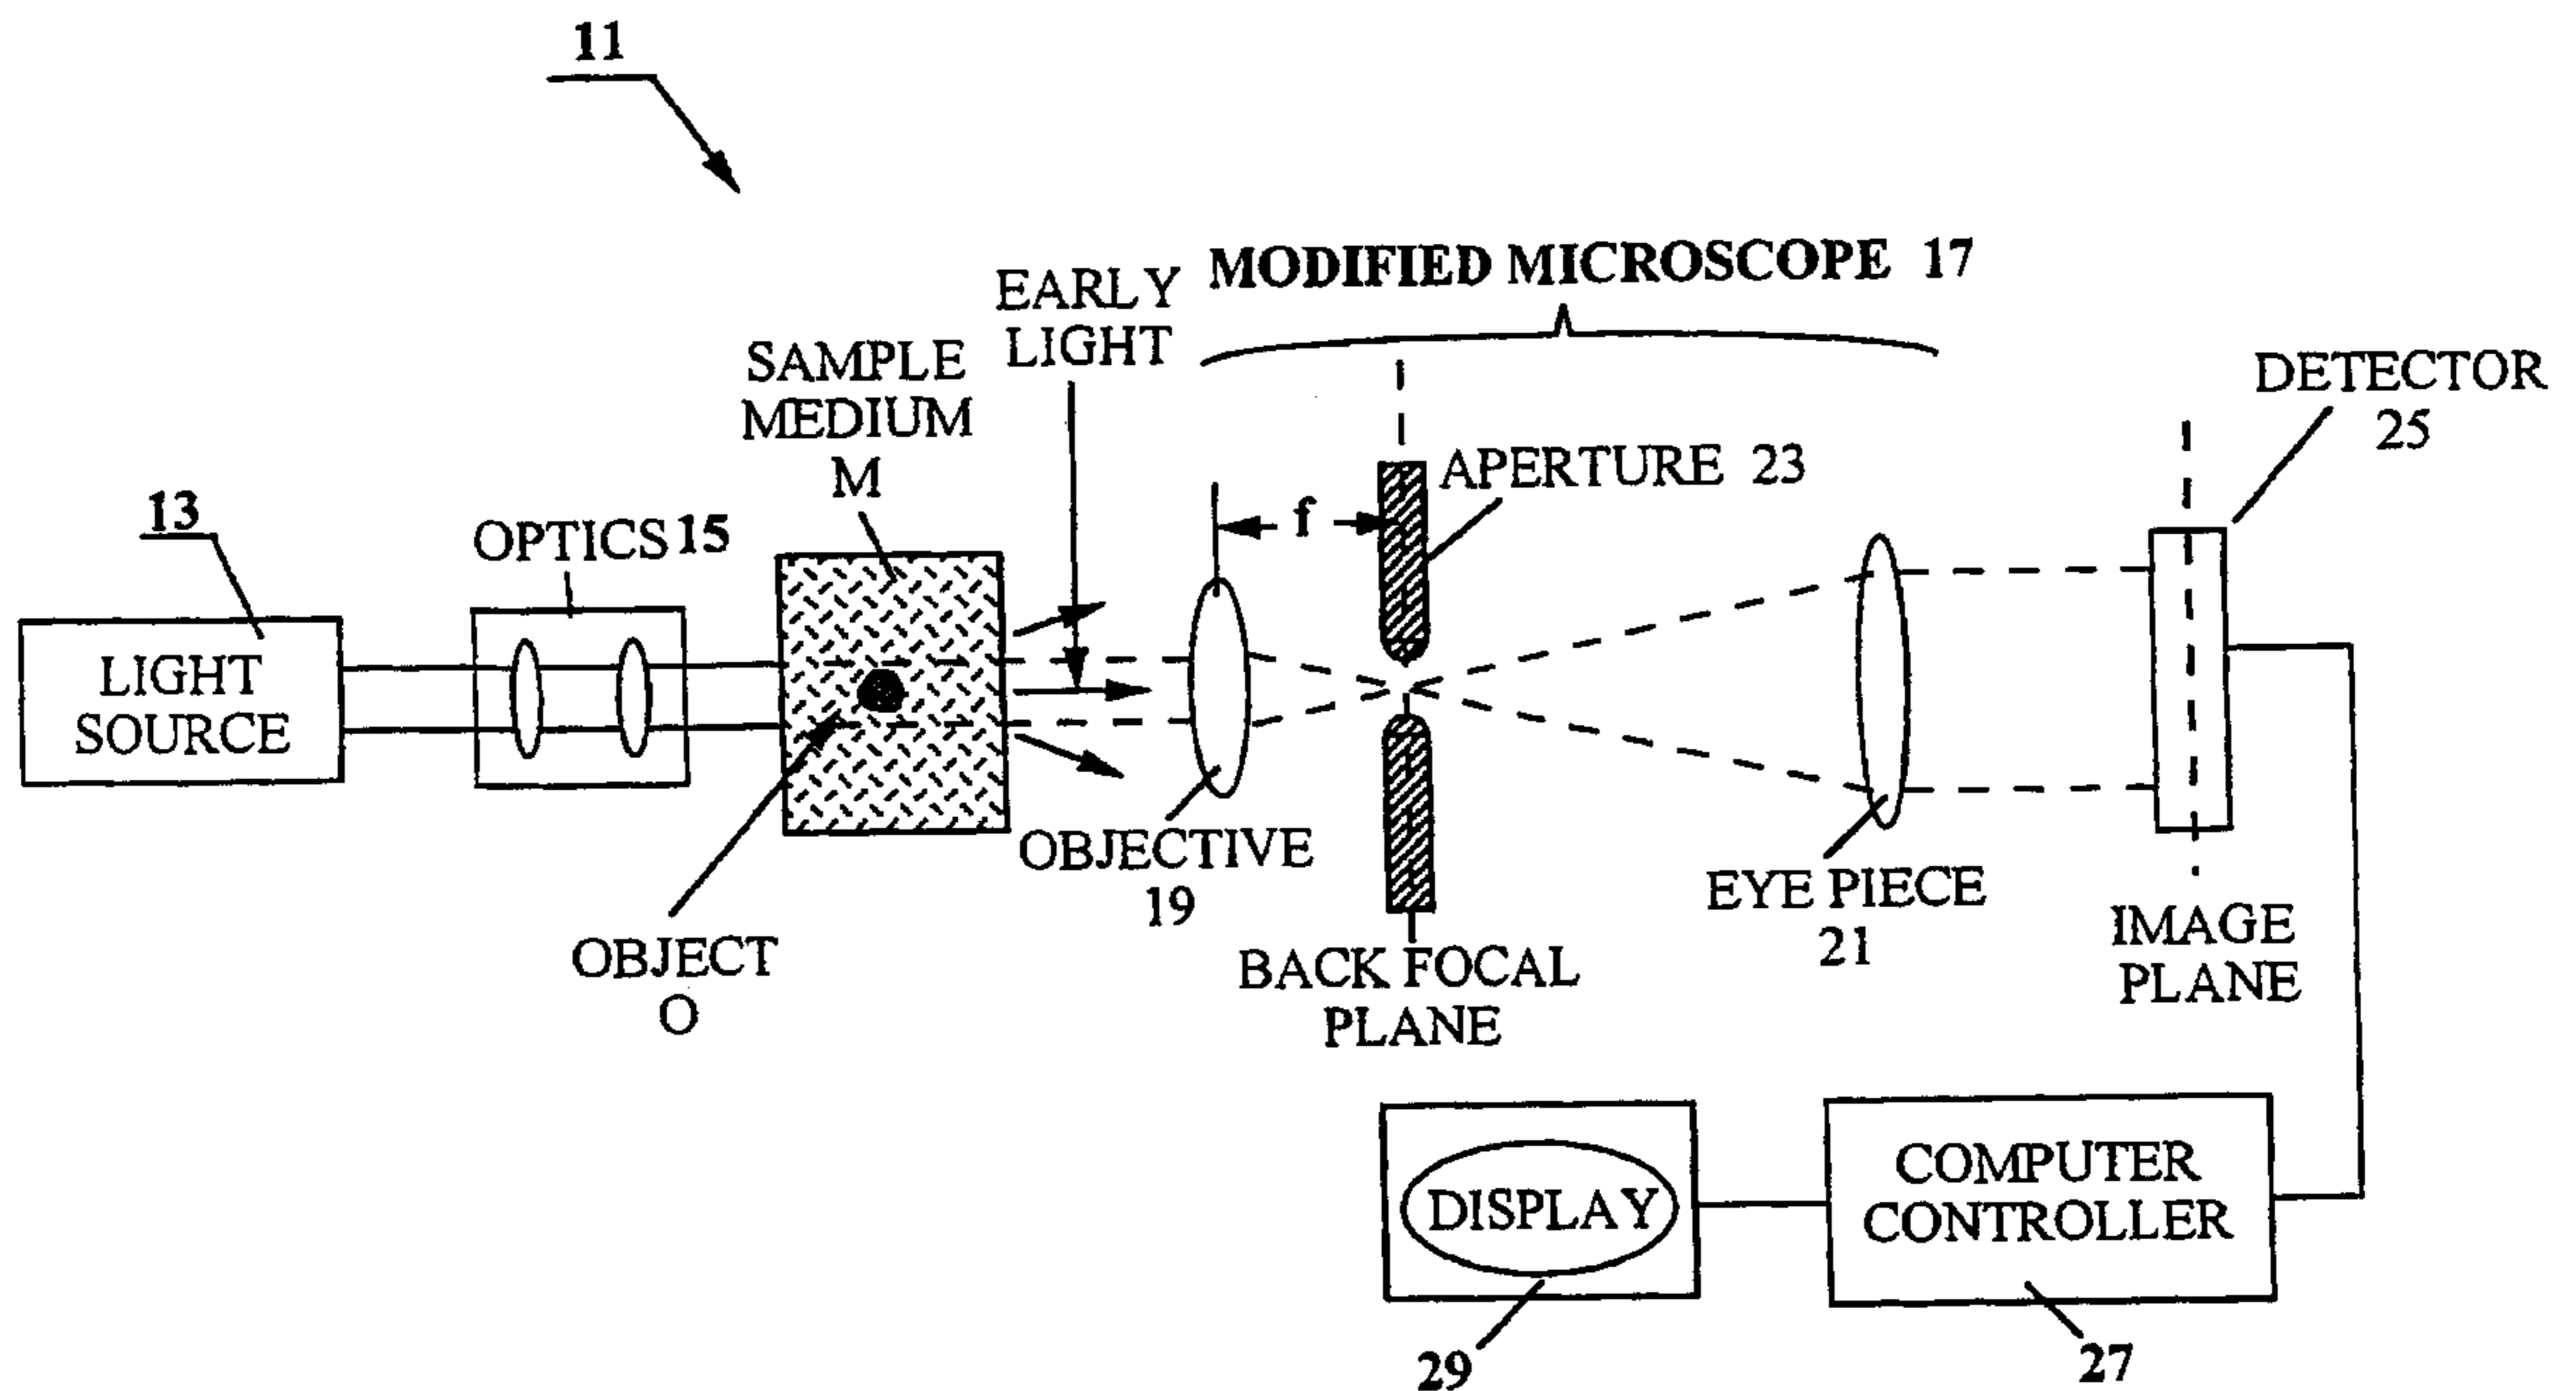 11
MODIFIED MICROSCOPE 17
EARLY
LIGHT
SAMPLE
MEDIUM
M
DETECTOR
25
APERTURE 23
13
OPTICS 15
f
LIGHT
SOURCE
OBJECTIVE
19
EYE PIECE
21
OBJECT
O
BACK FOCAL
PLANE
IMAGE
PLANE
DISPLAY
COMPUTER
CONTROLLER
29
27